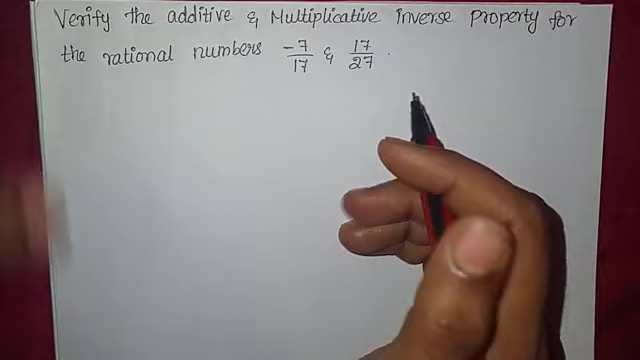 Verify the additive & Multiplicative inverse property for
the rational numbers -7/17 & 17/27 .